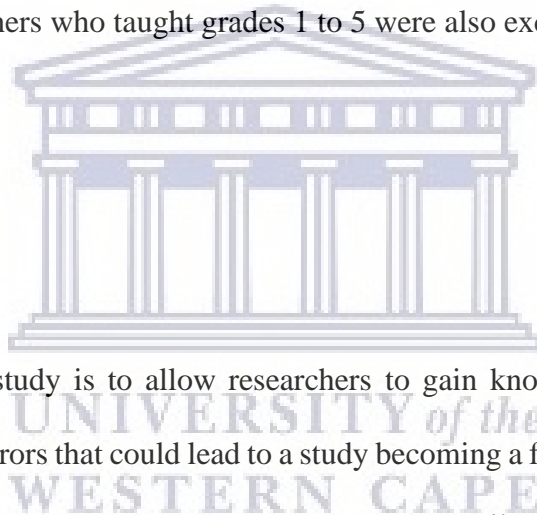 ners who taught grades 1 to 5 were also exc
study is to allow researchers to gain kno
UNIVERSITY of the
rors that could lead to a study becoming a f
WESTERN CAPE